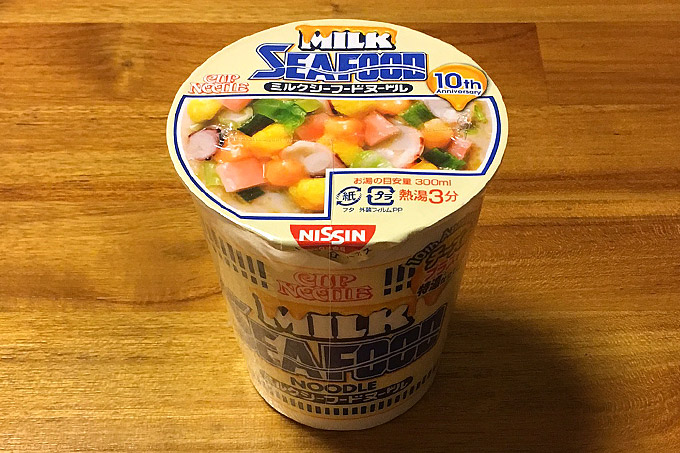 MILK
SEAFOOD
CUP
NOODLE
ミルクシーフードヌードル
10th
Anniversary
お湯の目安量 300ml
紙
プラ
熱湯3分
フタ 外装フィルムPP
NISSIN
CUP
NOODLE
MILK
SEAFOOD
NOODLE
ミルクシーフードヌードル